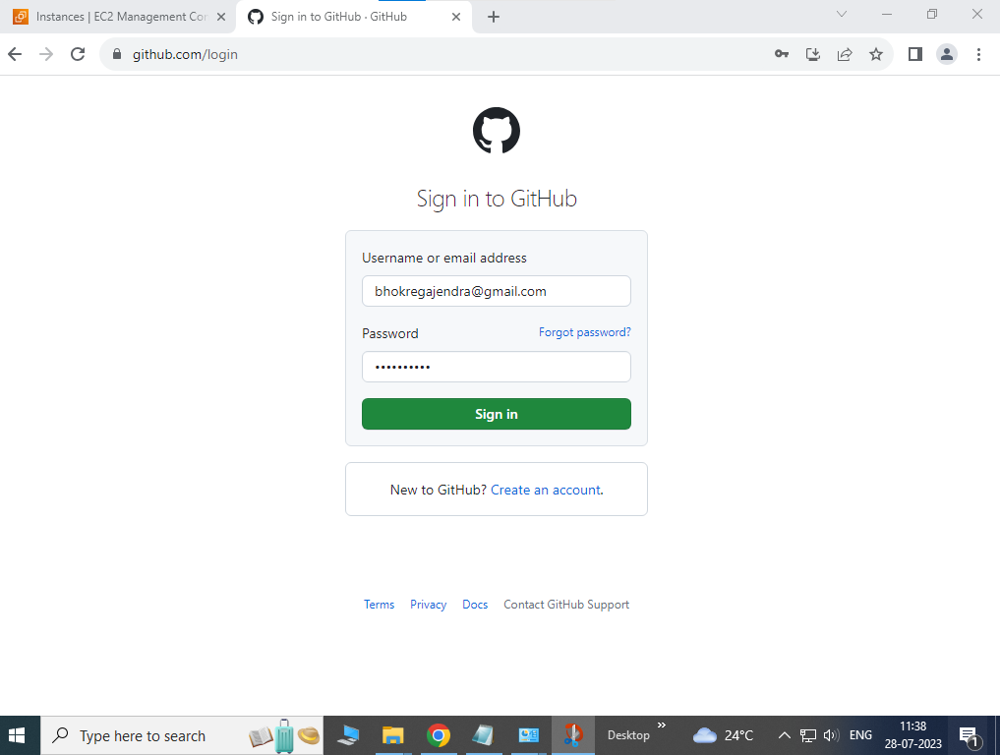 Instances | EC2 Management Con
Sign in to GitHub · GitHub
github.com/login
Sign in to GitHub
Username or email address
bhokregajendra@gmail.com
Password
Forgot password?
••••••••••
Sign in
New to GitHub? Create an account.
Terms
Privacy
Docs
Contact GitHub Support
Type here to search
Desktop
»
24°C
ENG
11:38
28-07-2023
1